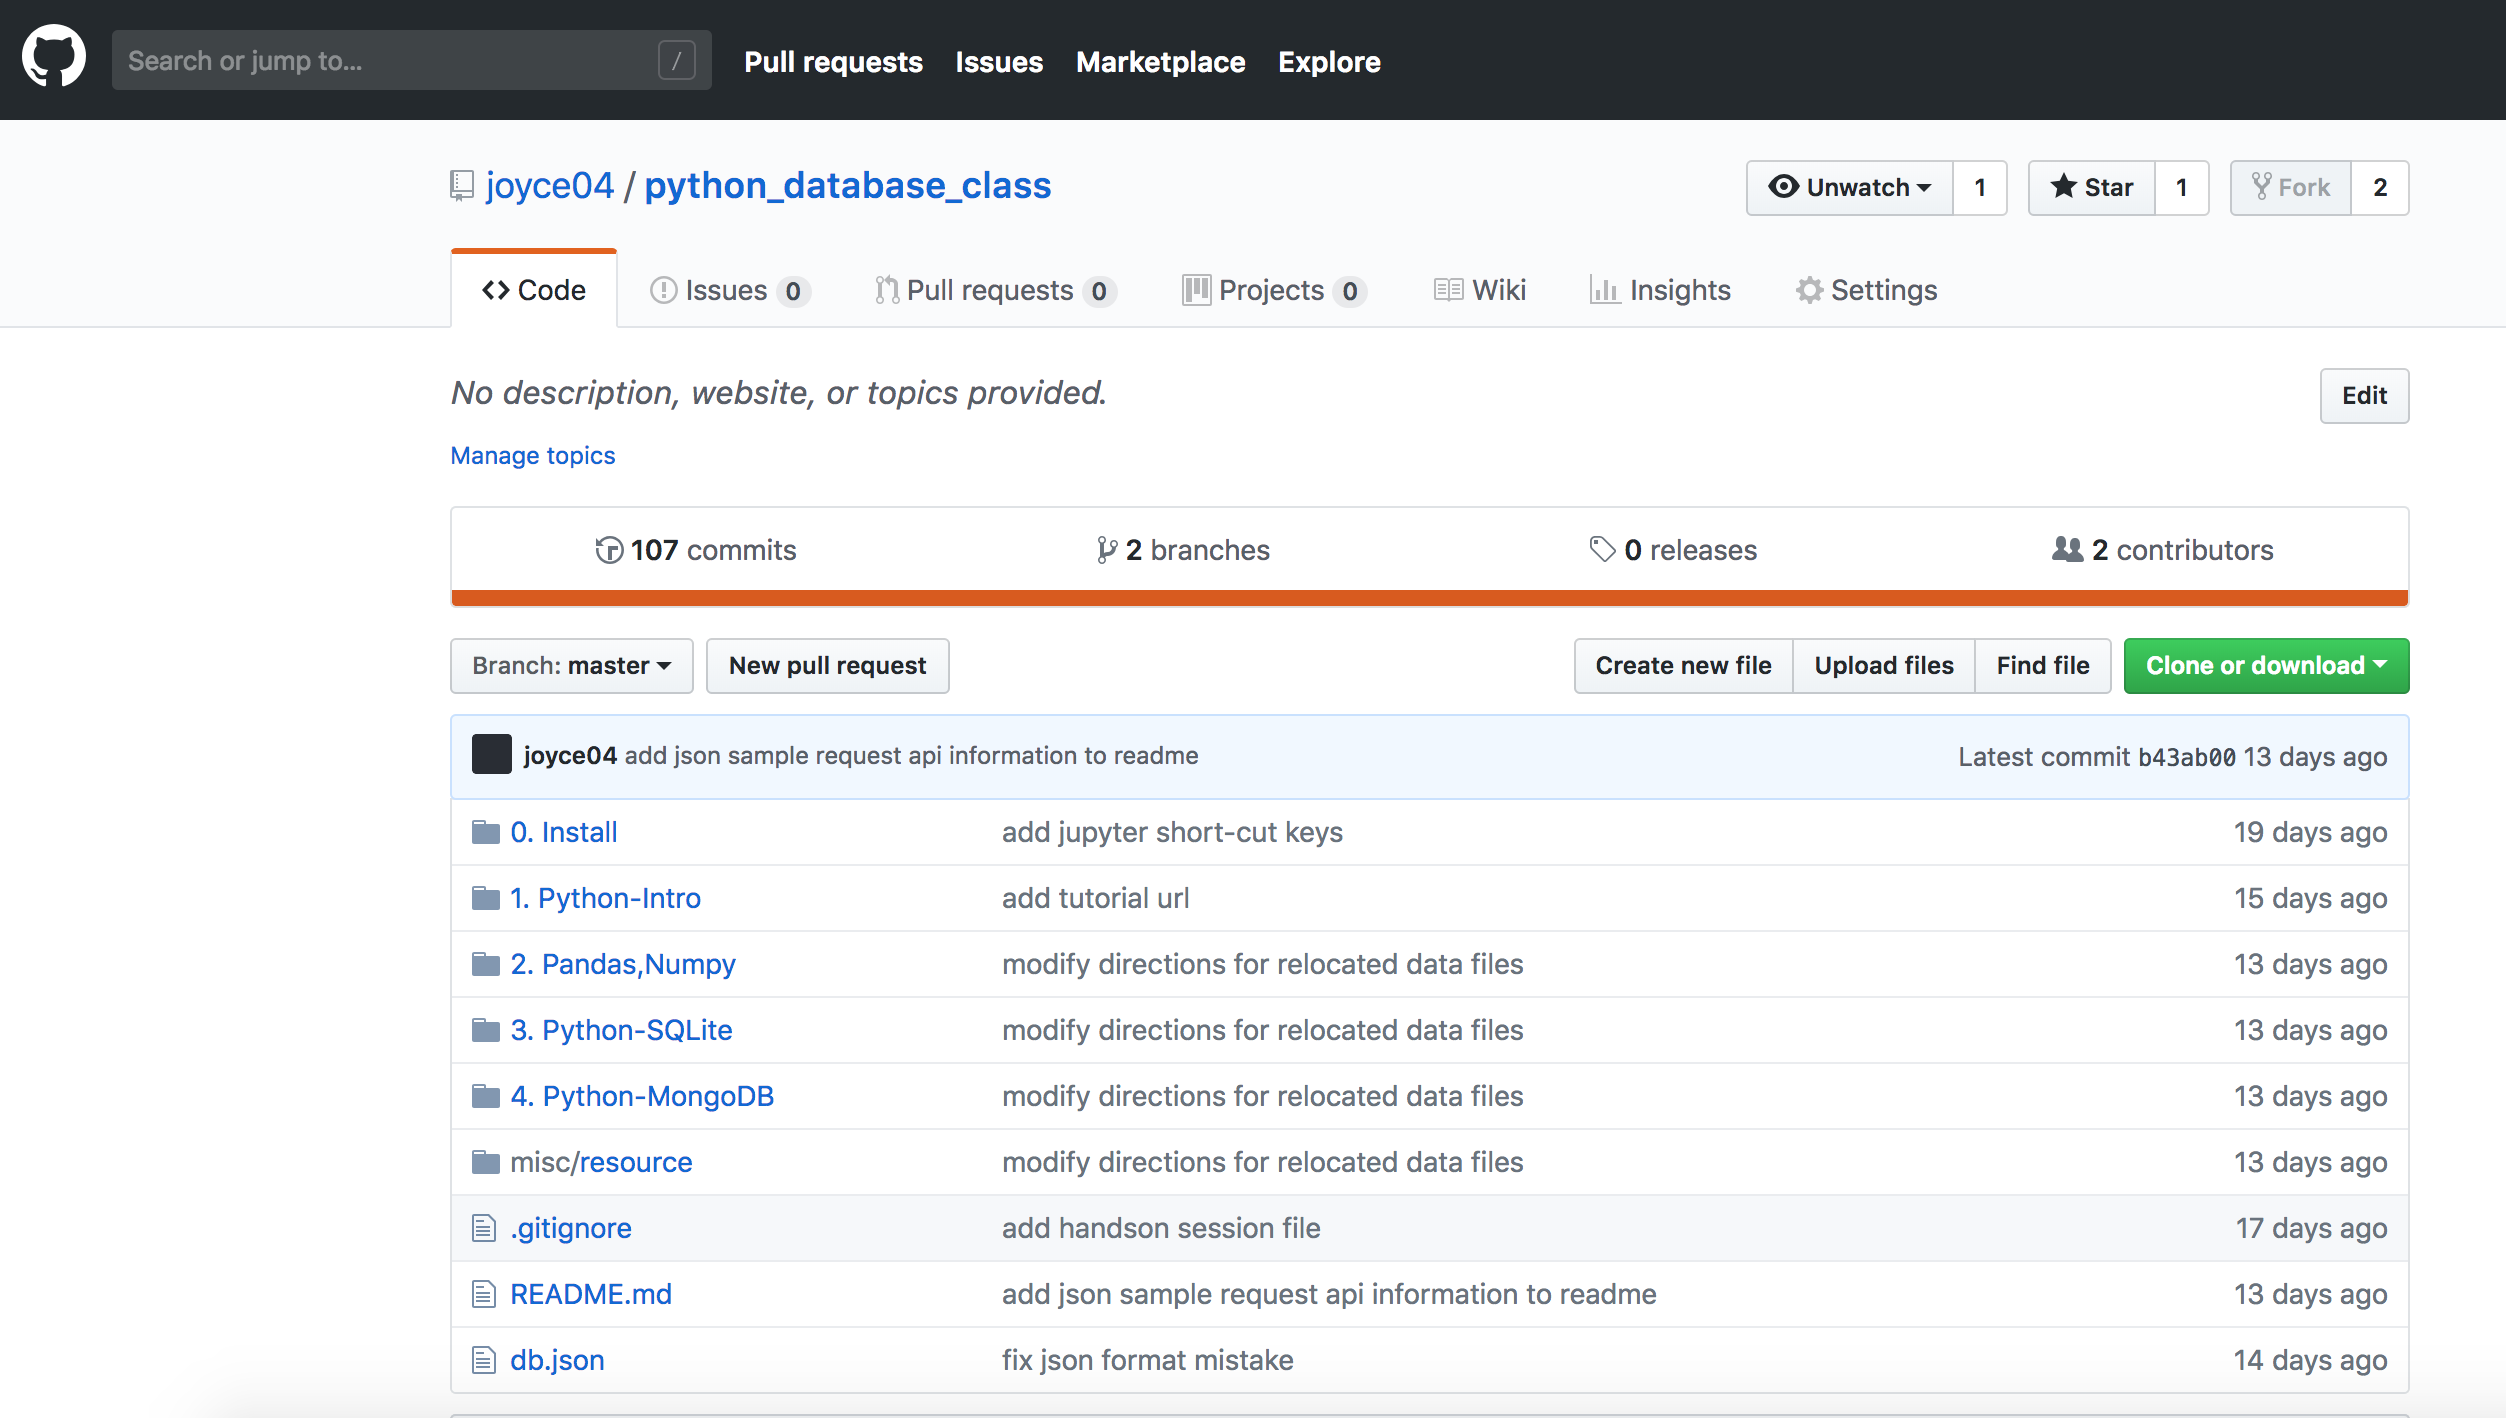 Search or jump to... /
Pull requests Issues Marketplace Explore
joyce04 / python_database_class
Unwatch 1 Star 1 Fork 2
Code Issues 0 Pull requests 0 Projects 0 Wiki Insights Settings
No description, website, or topics provided.
Edit
Manage topics
107 commits 2 branches 0 releases 2 contributors
Branch: master New pull request Create new file Upload files Find file Clone or download
joyce04 add json sample request api information to readme Latest commit b43ab00 13 days ago
0. Install add jupyter short-cut keys 19 days ago
1. Python-Intro add tutorial url 15 days ago
2. Pandas,Numpy modify directions for relocated data files 13 days ago
3. Python-SQLite modify directions for relocated data files 13 days ago
4. Python-MongoDB modify directions for relocated data files 13 days ago
misc/resource modify directions for relocated data files 13 days ago
.gitignore add handson session file 17 days ago
README.md add json sample request api information to readme 13 days ago
db.json fix json format mistake 14 days ago